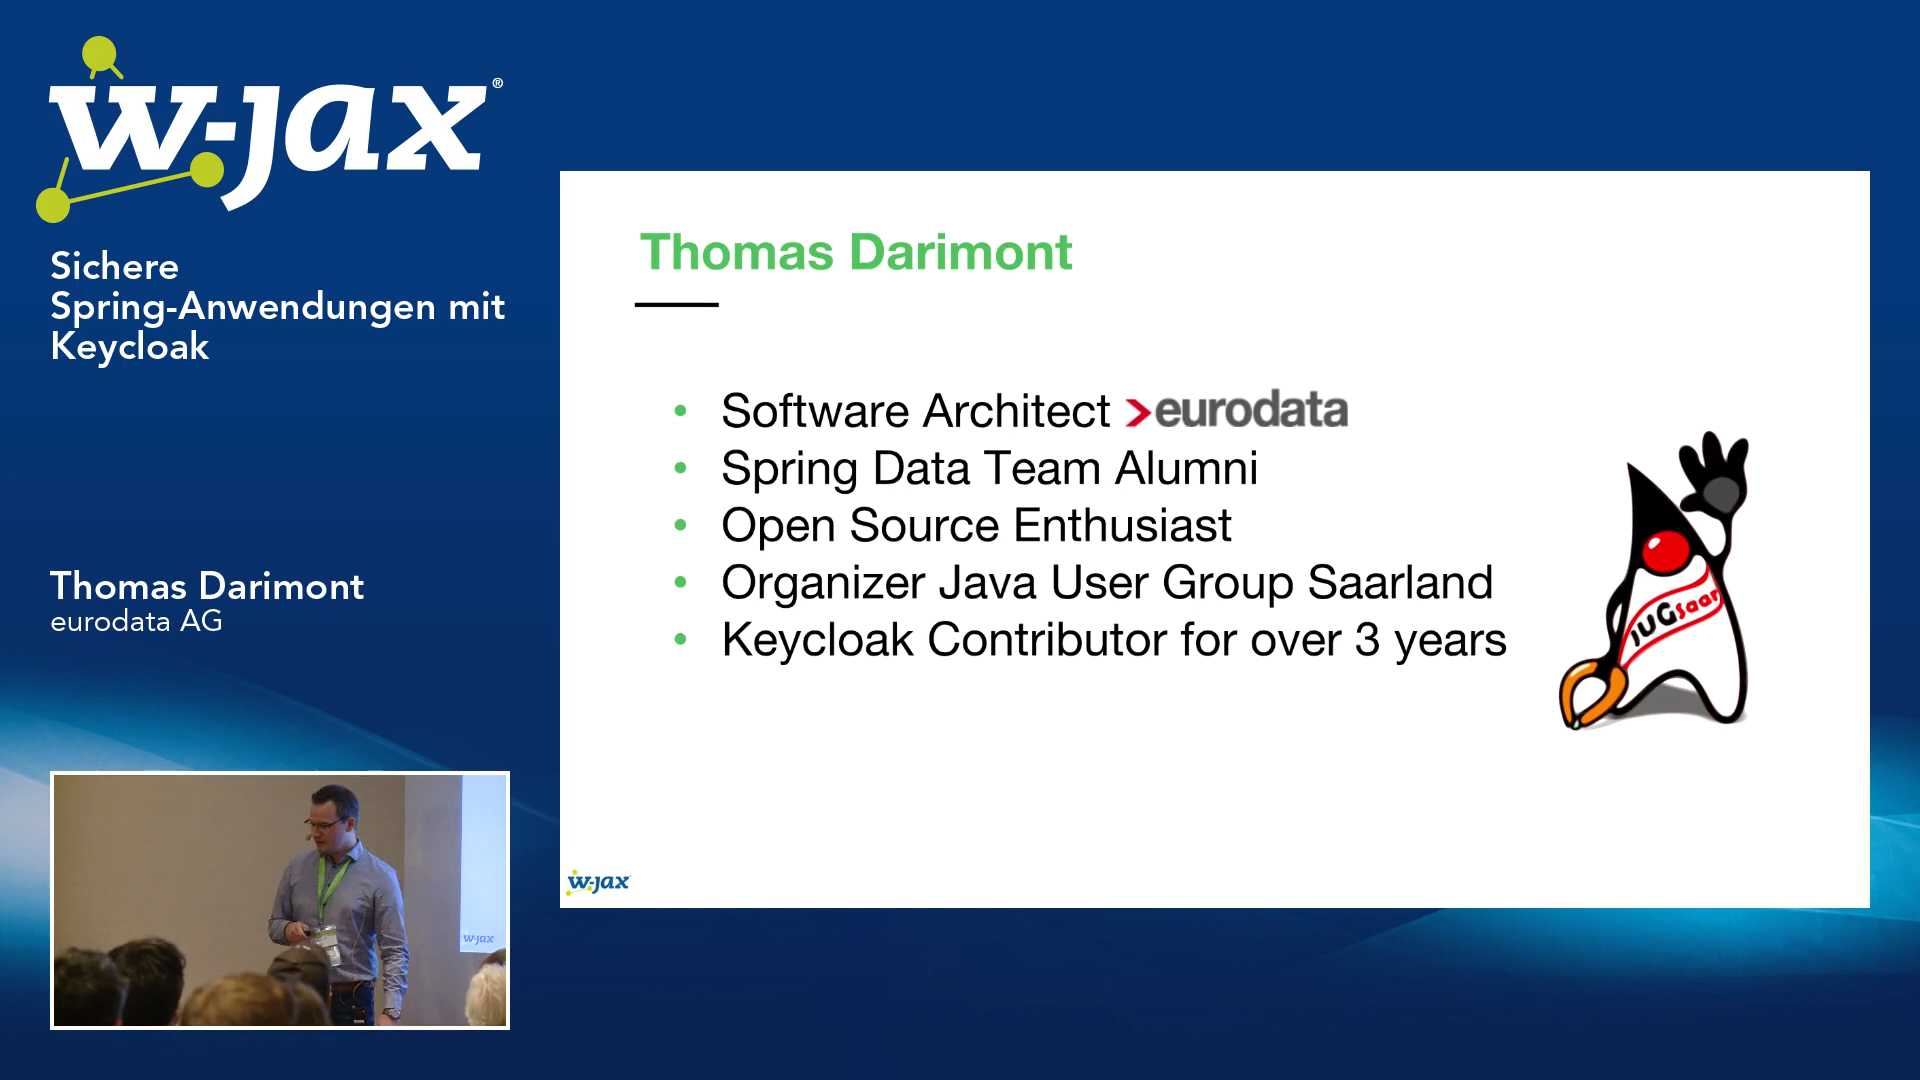 w-jax®
Sichere
Spring-Anwendungen mit
Keycloak
Thomas Darimont
eurodata AG
Thomas Darimont
• Software Architect >eurodata
• Spring Data Team Alumni
• Open Source Enthusiast
• Organizer Java User Group Saarland
• Keycloak Contributor for over 3 years
JUGsaar
w-jax
w-jax